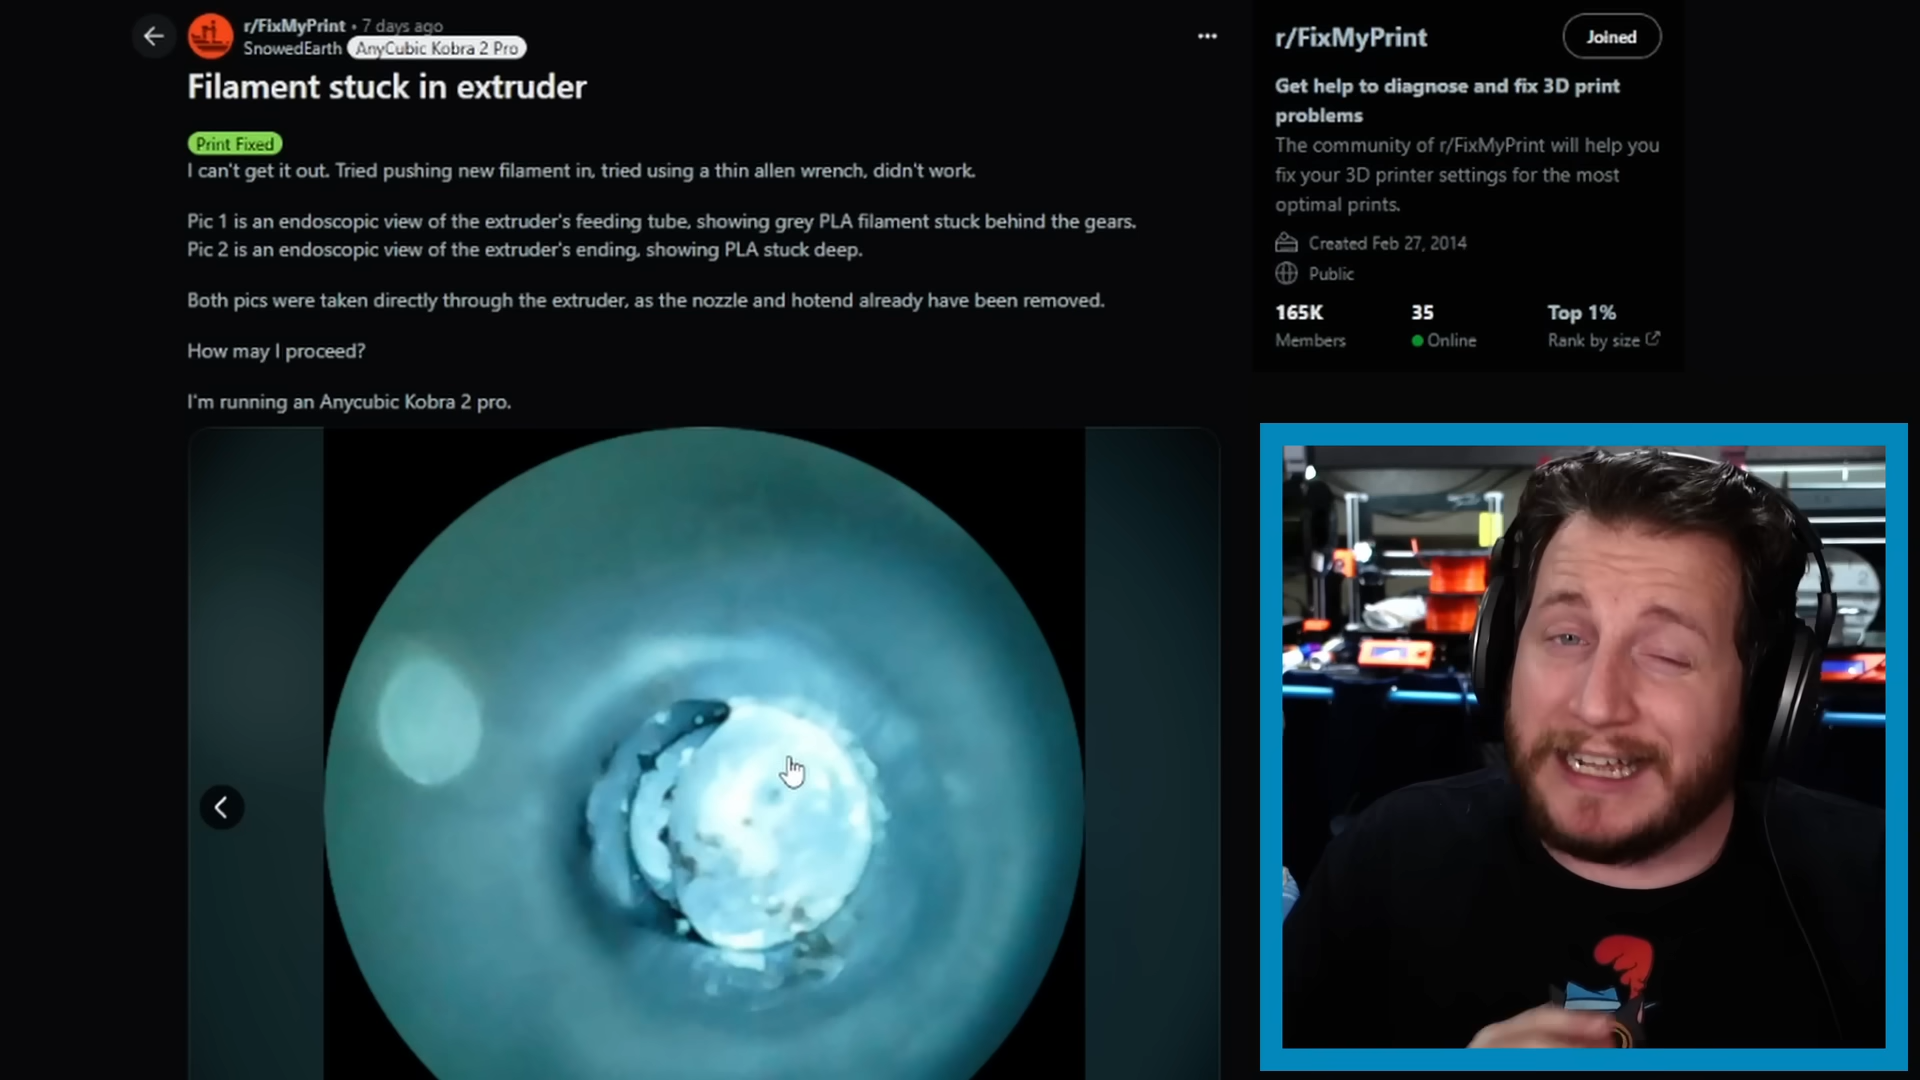 r/FixMyPrint • 7 days ago
SnowedEarth AnyCubic Kobra 2 Pro
Filament stuck in extruder
Print Fixed
I can't get it out. Tried pushing new filament in, tried using a thin allen wrench, didn't work.
Pic 1 is an endoscopic view of the extruder's feeding tube, showing grey PLA filament stuck behind the gears.
Pic 2 is an endoscopic view of the extruder's ending, showing PLA stuck deep.
Both pics were taken directly through the extruder, as the nozzle and hotend already have been removed.
How may I proceed?
I'm running an Anycubic Kobra 2 pro.
r/FixMyPrint
Joined
Get help to diagnose and fix 3D print
problems
The community of r/FixMyPrint will help you
fix your 3D printer settings for the most
optimal prints.
Created Feb 27, 2014
Public
165K 35 Top 1%
Members Online Rank by size